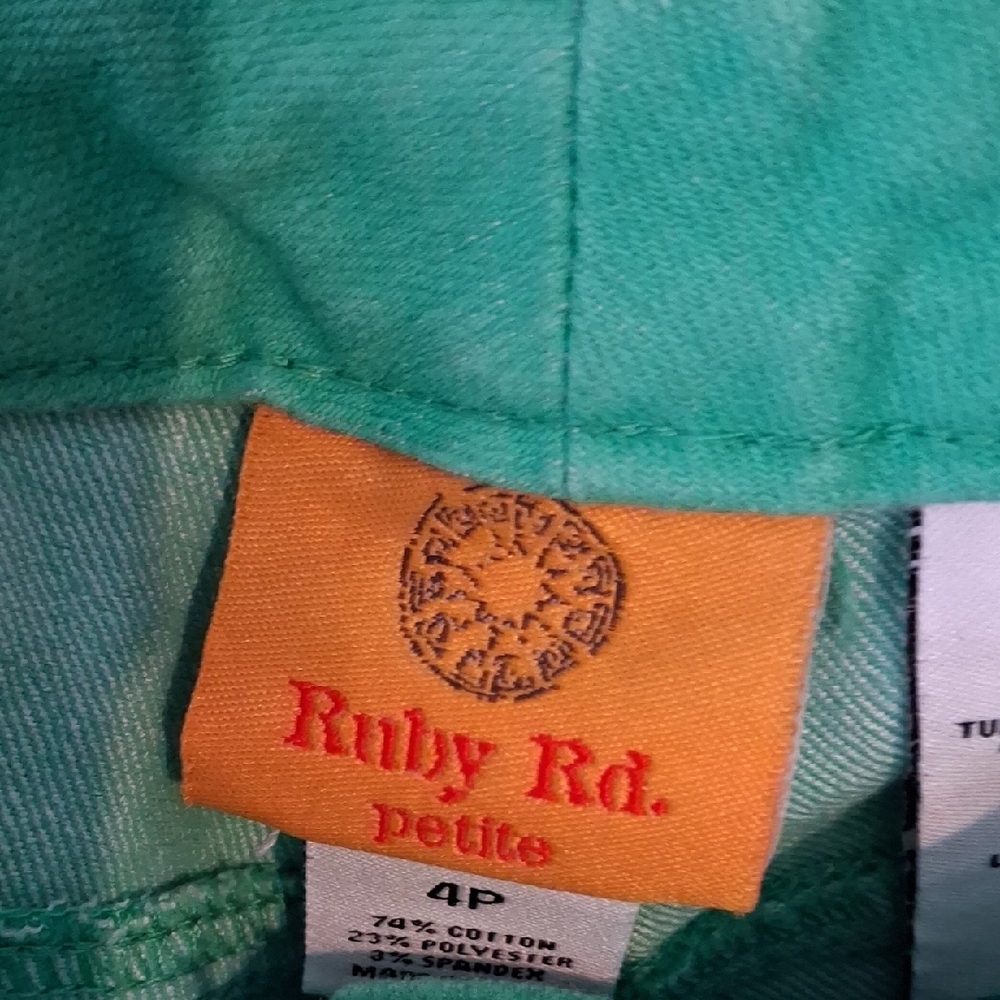 Ruby Rd.
petite
4P
74% COTTON
23% POLYESTER
3% SPANDEX